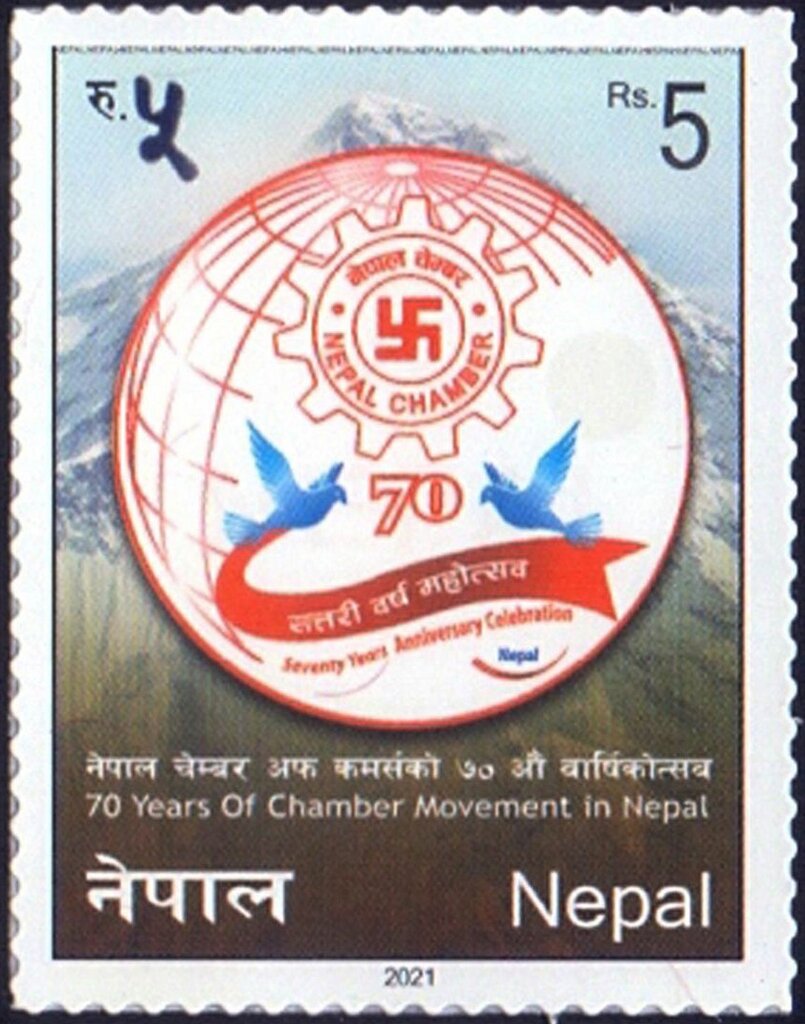 रु. ५
Rs. 5
नेपाल चेम्बर
NEPAL CHAMBER
70
सत्तरी वर्ष महोत्सव
Seventy Years Anniversary Celebration
Nepal
नेपाल चेम्बर अफ कमर्सको ७० औं वार्षिकोत्सव
70 Years Of Chamber Movement in Nepal
नेपाल Nepal
2021